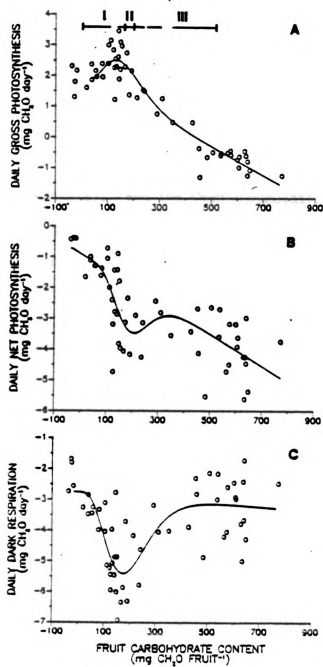 I II III
A
DAILY GROSS PHOTOSYNTHESIS
(mg CH₂O day⁻¹)
4
3
2
1
0
-1
-2
-100 100 300 500 700 900
B
DAILY NET PHOTOSYNTHESIS
(mg CH₂O day⁻¹)
-0
-1
-2
-3
-4
-5
-6
-100 100 300 500 700 900
C
DAILY DARK RESPIRATION
(mg CH₂O day⁻¹)
-1
-2
-3
-4
-5
-6
-7
-100 100 300 500 700 900
FRUIT CARBOHYDRATE CONTENT
(mg CH₂O FRUIT⁻¹)